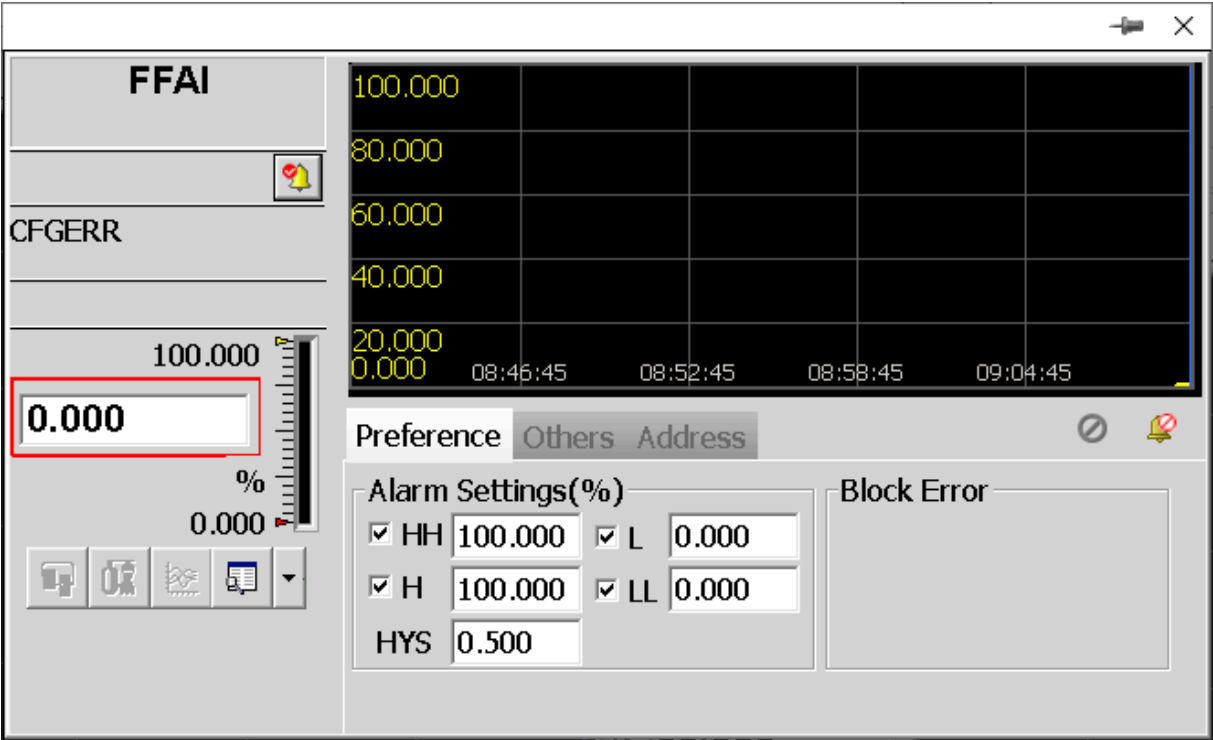 FFAI
CFGERR
100.000
0.000
%
0.000
100.000
80.000
60.000
40.000
20.000
0.000
08:46:45 08:52:45 08:58:45 09:04:45
Preference Others Address
Alarm Settings(%) Block Error
HH 100.000 L 0.000
H 100.000 LL 0.000
HYS 0.500